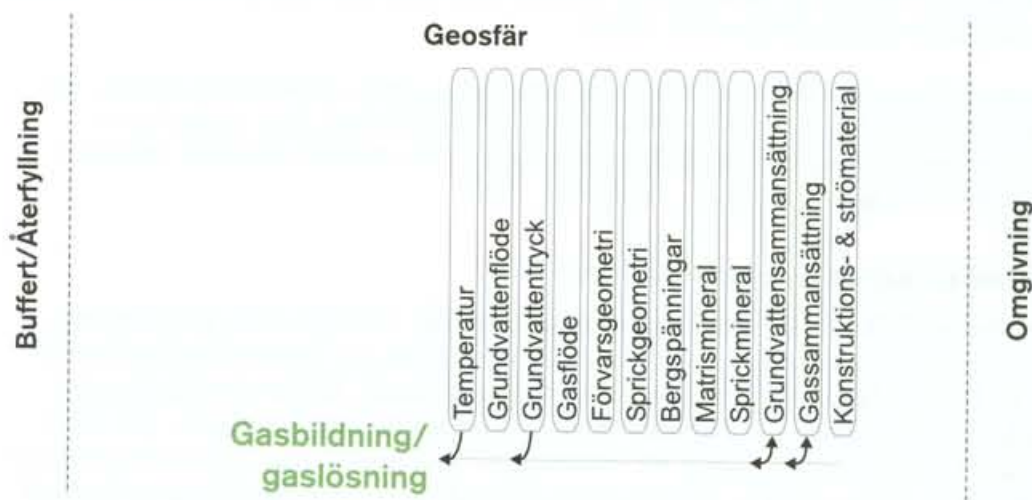 Geosfär
Buffert/Återfyllning
Temperatur
Grundvattenflöde
Grundvattentryck
Gasflöde
Förvarsgeometri
Sprickgeometri
Bergspänningar
Matrismineral
Sprickmineral
Grundvattensammansättning
Gassammansättning
Konstruktions- & strömaterial
Omgivning
Gasbildning/
gaslösning